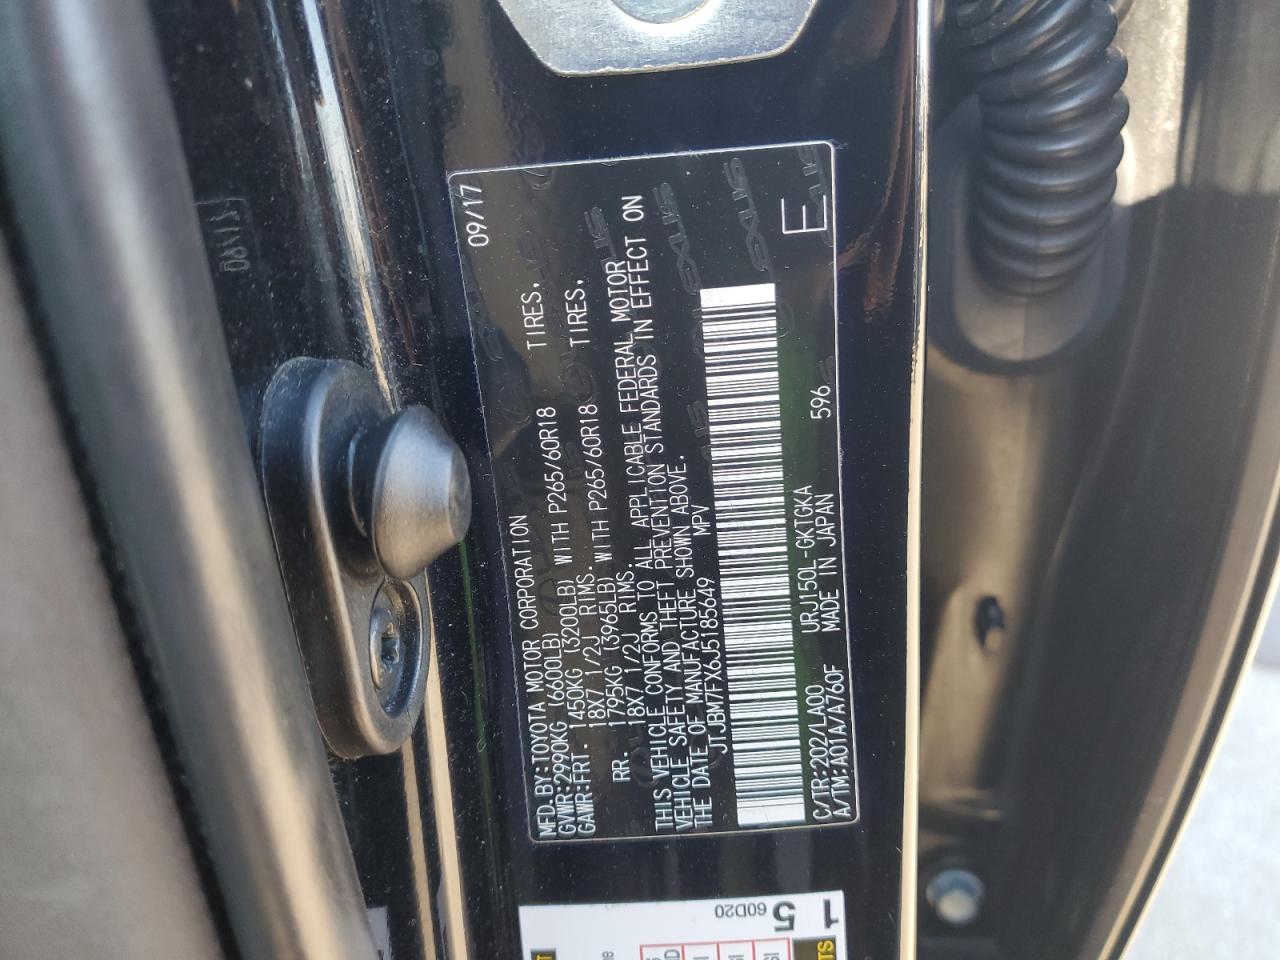 MFD.BY:TOYOTA MOTOR CORPORATION 09/17
GVWR:2990KG (6600LB)
GAWR:FRT. 1450KG (3200LB) WITH P265/60R18 TIRES,
18X7 1/2J RIMS.
RR. 1795KG (3965LB) WITH P265/60R18 TIRES,
18X7 1/2J RIMS.
THIS VEHICLE CONFORMS TO ALL APPLICABLE FEDERAL MOTOR
VEHICLE SAFETY AND THEFT PREVENTION STANDARDS IN EFFECT ON
THE DATE OF MANUFACTURE SHOWN ABOVE.
JTJBM7FX6J5185649 MPV
C/TR:202/LA00 URJ150L-GKTGKA 596
A/TM:A01A/A760F MADE IN JAPAN
E
LEXUS
60D20
5
1